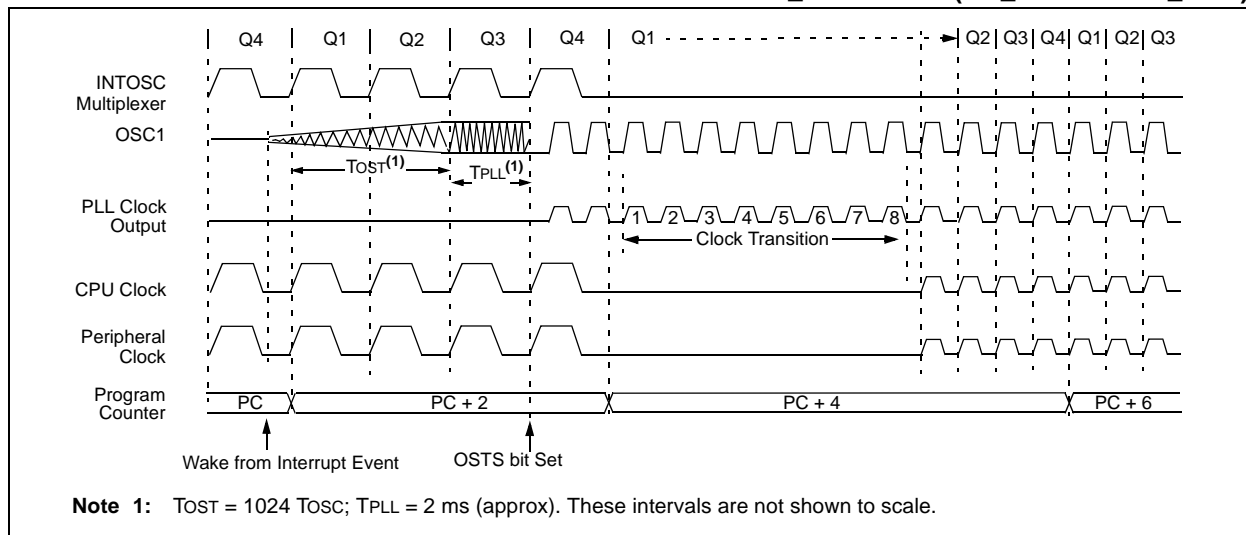 Q4 Q1 Q2 Q3 Q4 Q1 Q2 Q3 Q4 Q1 Q2 Q3
INTOSC
Multiplexer
OSC1
TOST(1) TPLL(1)
PLL Clock
Output
1 2 3 4 5 6 7 8
Clock Transition
CPU Clock
Peripheral
Clock
Program
Counter
PC PC + 2 PC + 4 PC + 6
Wake from Interrupt Event OSTS bit Set
Note 1: TOST = 1024 TOSC; TPLL = 2 ms (approx). These intervals are not shown to scale.